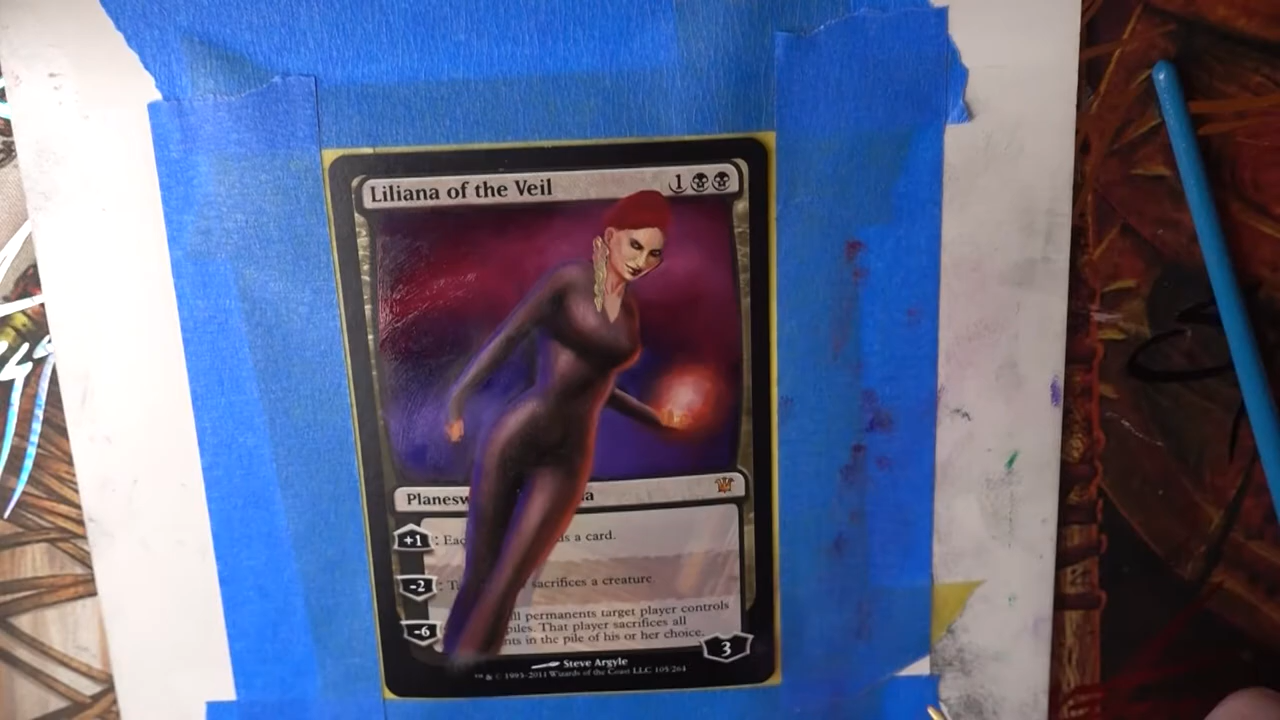 Liliana of the Veil 1
Planesw a
+1 : Ea s a card.
-2 : T sacrifices a creature.
-6 ll permanents target player controls
piles. That player sacrifices all
nts in the pile of his or her choice.
3
Steve Argyle
™ & © 1993-2011 Wizards of the Coast LLC 105/264